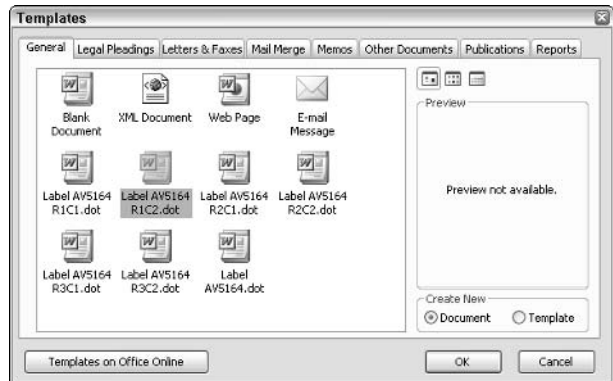 Templates
General Legal Pleadings Letters & Faxes Mail Merge Memos Other Documents Publications Reports
Blank Document
XML Document
Web Page
E-mail Message
Label AV5164 R1C1.dot
Label AV5164 R1C2.dot
Label AV5164 R2C1.dot
Label AV5164 R2C2.dot
Label AV5164 R3C1.dot
Label AV5164 R3C2.dot
Label AV5164.dot
Preview
Preview not available.
Create New
Document Template
Templates on Office Online
OK Cancel